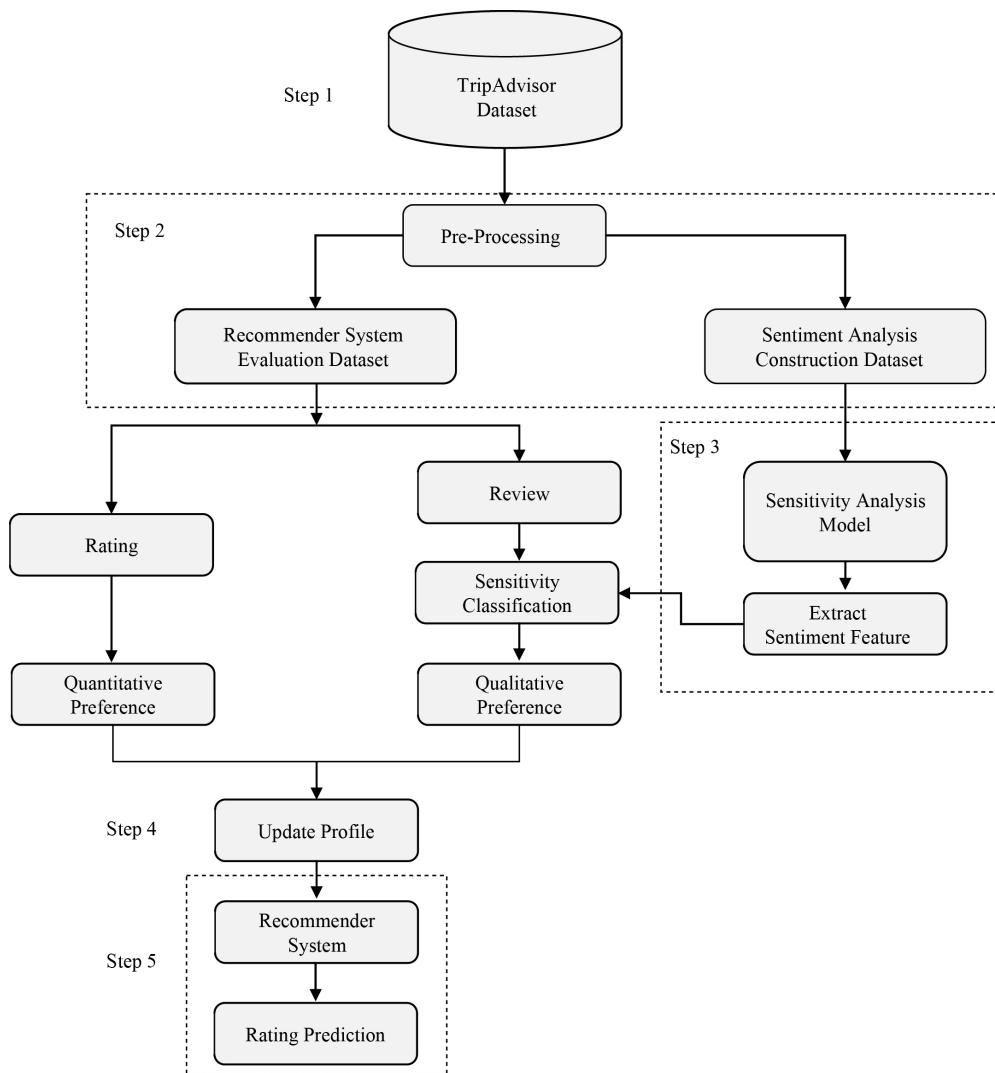 Step 1
TripAdvisor
Dataset
Step 2
Pre-Processing
Recommender System
Evaluation Dataset
Sentiment Analysis
Construction Dataset
Step 3
Review
Sensitivity Analysis
Model
Rating
Sensitivity
Classification
Extract
Sentiment Feature
Quantitative
Preference
Qualitative
Preference
Step 4
Update Profile
Recommender
System
Step 5
Rating Prediction